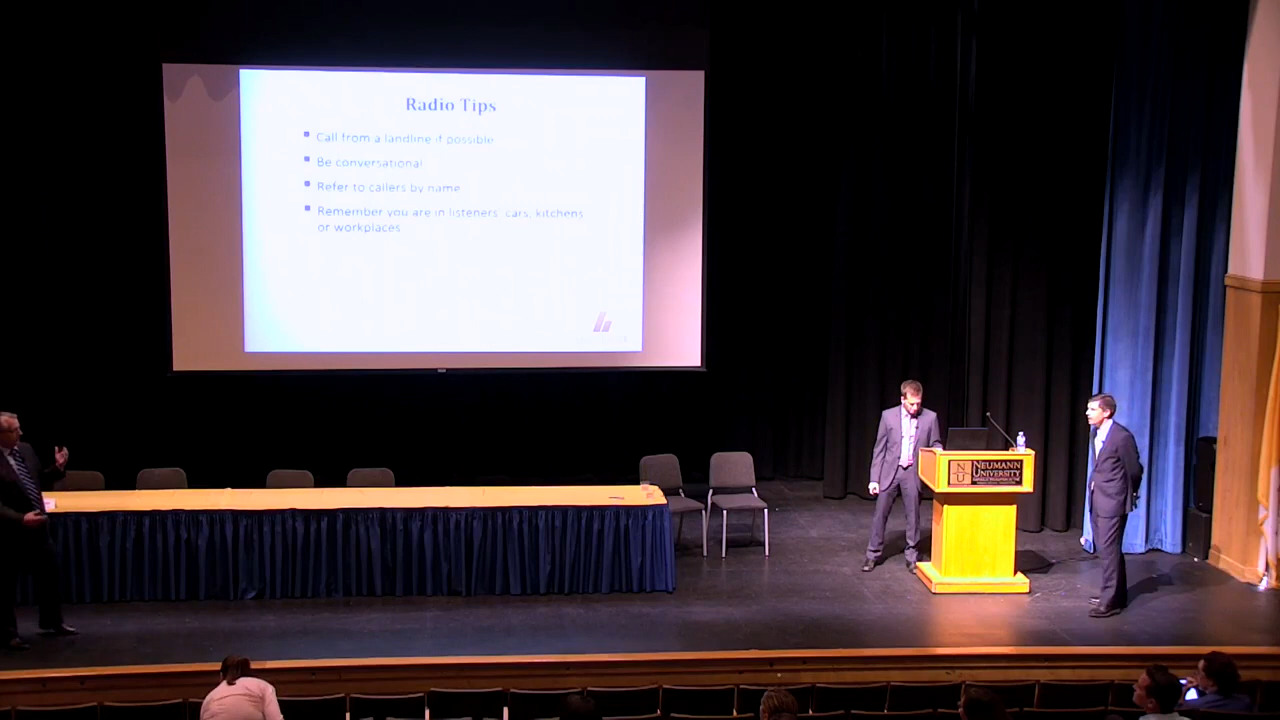 Radio Tips
Call from a landline if possible
Be conversational
Refer to callers by name
Remember you are in listeners, cars, kitchens
or workplaces
N
U
NEUMANN
UNIVERSITY